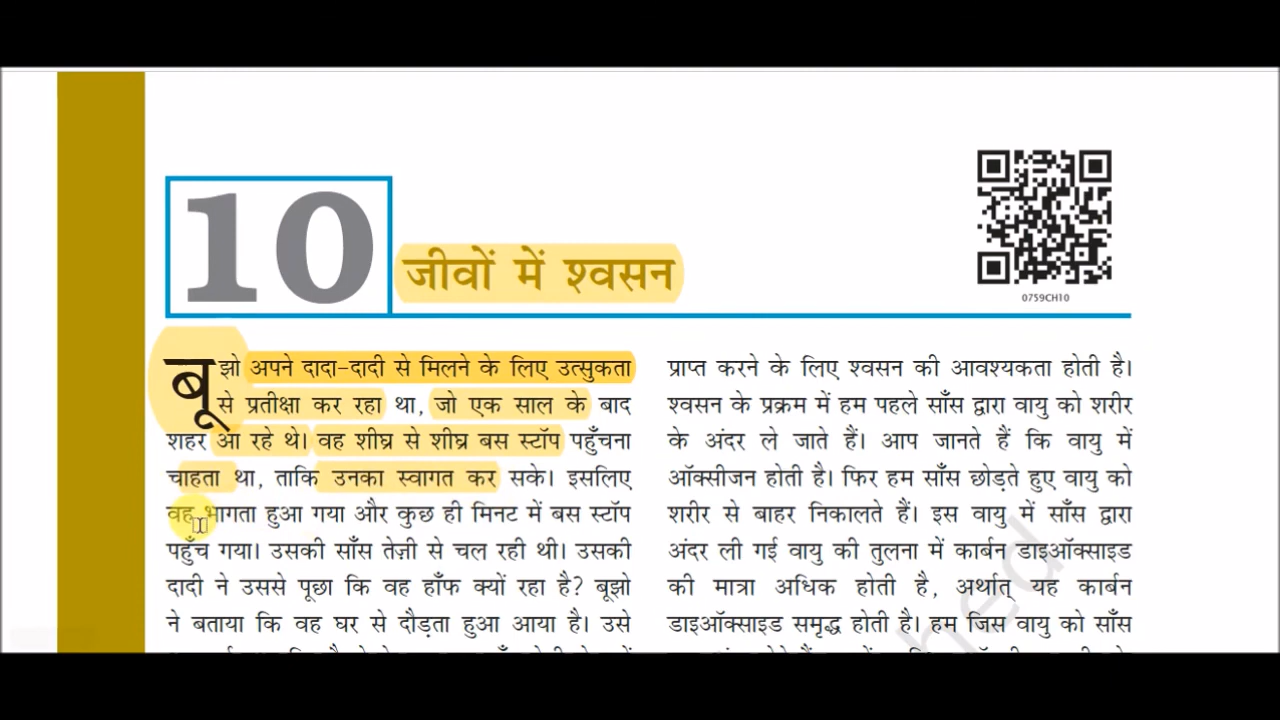 10
जीवों में श्वसन
0759CH10
बूझो अपने दादा-दादी से मिलने के लिए उत्सुकता
से प्रतीक्षा कर रहा था, जो एक साल के बाद
शहर आ रहे थे। वह शीघ्र से शीघ्र बस स्टॉप पहुँचना
चाहता था, ताकि उनका स्वागत कर सके। इसलिए
वह भागता हुआ गया और कुछ ही मिनट में बस स्टॉप
पहुँच गया। उसकी साँस तेज़ी से चल रही थी। उसकी
दादी ने उससे पूछा कि वह हाँफ क्यों रहा है? बूझो
ने बताया कि वह घर से दौड़ता हुआ आया है। उसे
प्राप्त करने के लिए श्वसन की आवश्यकता होती है।
श्वसन के प्रक्रम में हम पहले साँस द्वारा वायु को शरीर
के अंदर ले जाते हैं। आप जानते हैं कि वायु में
ऑक्सीजन होती है। फिर हम साँस छोड़ते हुए वायु को
शरीर से बाहर निकालते हैं। इस वायु में साँस द्वारा
अंदर ली गई वायु की तुलना में कार्बन डाइऑक्साइड
की मात्रा अधिक होती है, अर्थात् यह कार्बन
डाइऑक्साइड समृद्ध होती है। हम जिस वायु को साँस